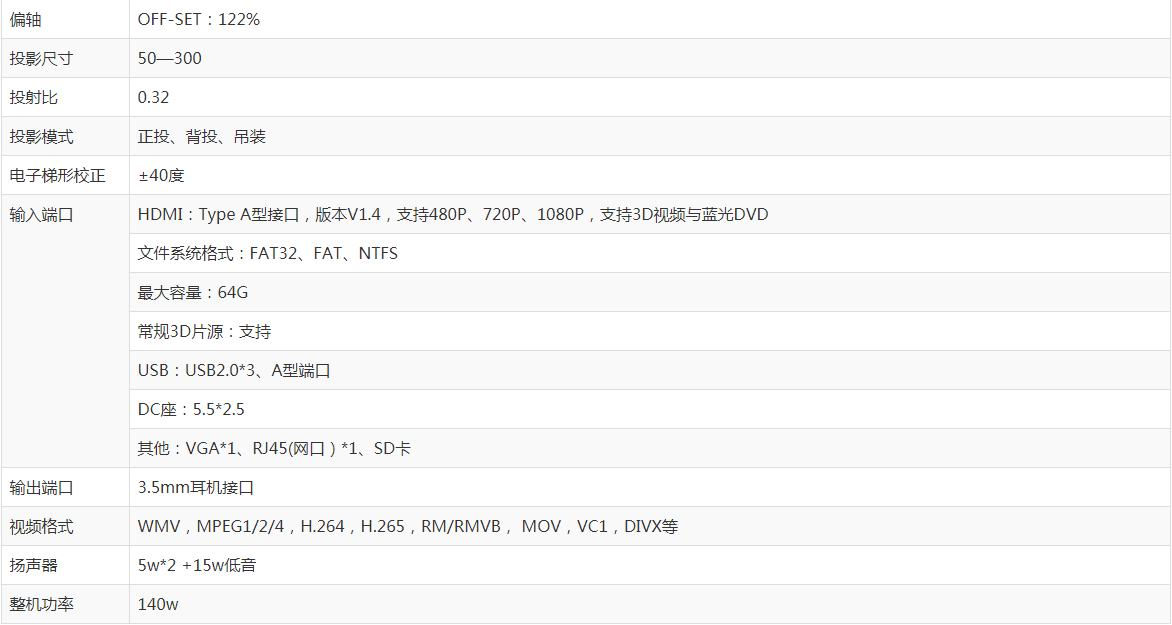 偏轴 OFF-SET：122%
投影尺寸 50—300
投射比 0.32
投影模式 正投、背投、吊装
电子梯形校正 ±40度
输入端口 HDMI：Type A型接口，版本V1.4，支持480P、720P、1080P，支持3D视频与蓝光DVD
文件系统格式：FAT32、FAT、NTFS
最大容量：64G
常规3D片源：支持
USB：USB2.0*3、A型端口
DC座：5.5*2.5
其他：VGA*1、RJ45(网口）*1、SD卡
输出端口 3.5mm耳机接口
视频格式 WMV，MPEG1/2/4，H.264，H.265，RM/RMVB， MOV，VC1，DIVX等
扬声器 5w*2 +15w低音
整机功率 140w